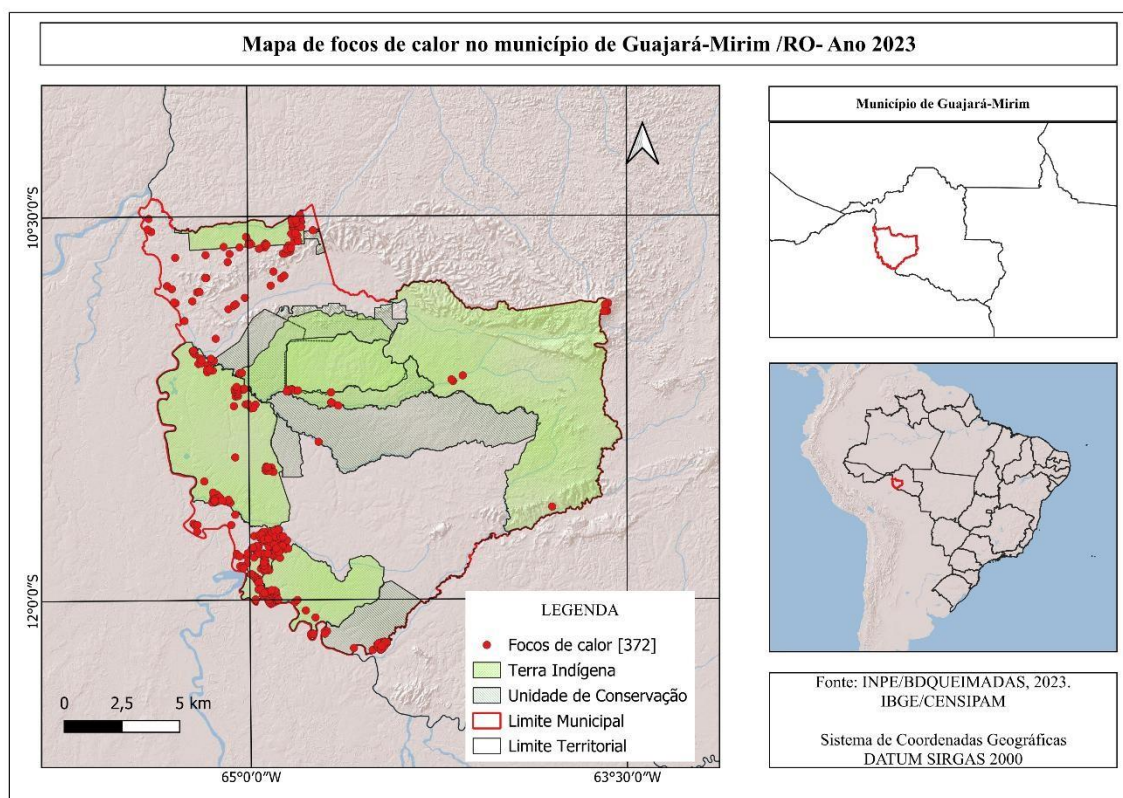 Mapa de focos de calor no município de Guajará-Mirim /RO- Ano 2023
10°30'0"S
12°0'0"S
65°0'0"W
63°30'0"W
0 2,5 5 km
LEGENDA
Focos de calor [372]
Terra Indígena
Unidade de Conservação
Limite Municipal
Limite Territorial
Município de Guajará-Mirim
Fonte: INPE/BDQUEIMADAS, 2023.
IBGE/CENSIPAM
Sistema de Coordenadas Geográficas
DATUM SIRGAS 2000